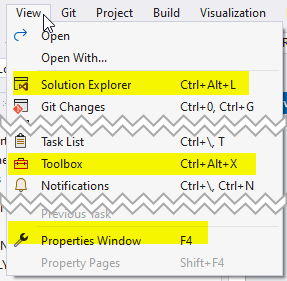 View Git Project Build Visualization
Open
Open With...
Solution Explorer Ctrl+Alt+L
Git Changes Ctrl+0, Ctrl+G
Task List Ctrl+\, T
Toolbox Ctrl+Alt+X
Notifications Ctrl+\, Ctrl+N
Previous Task
Properties Window F4
Property Pages Shift+F4